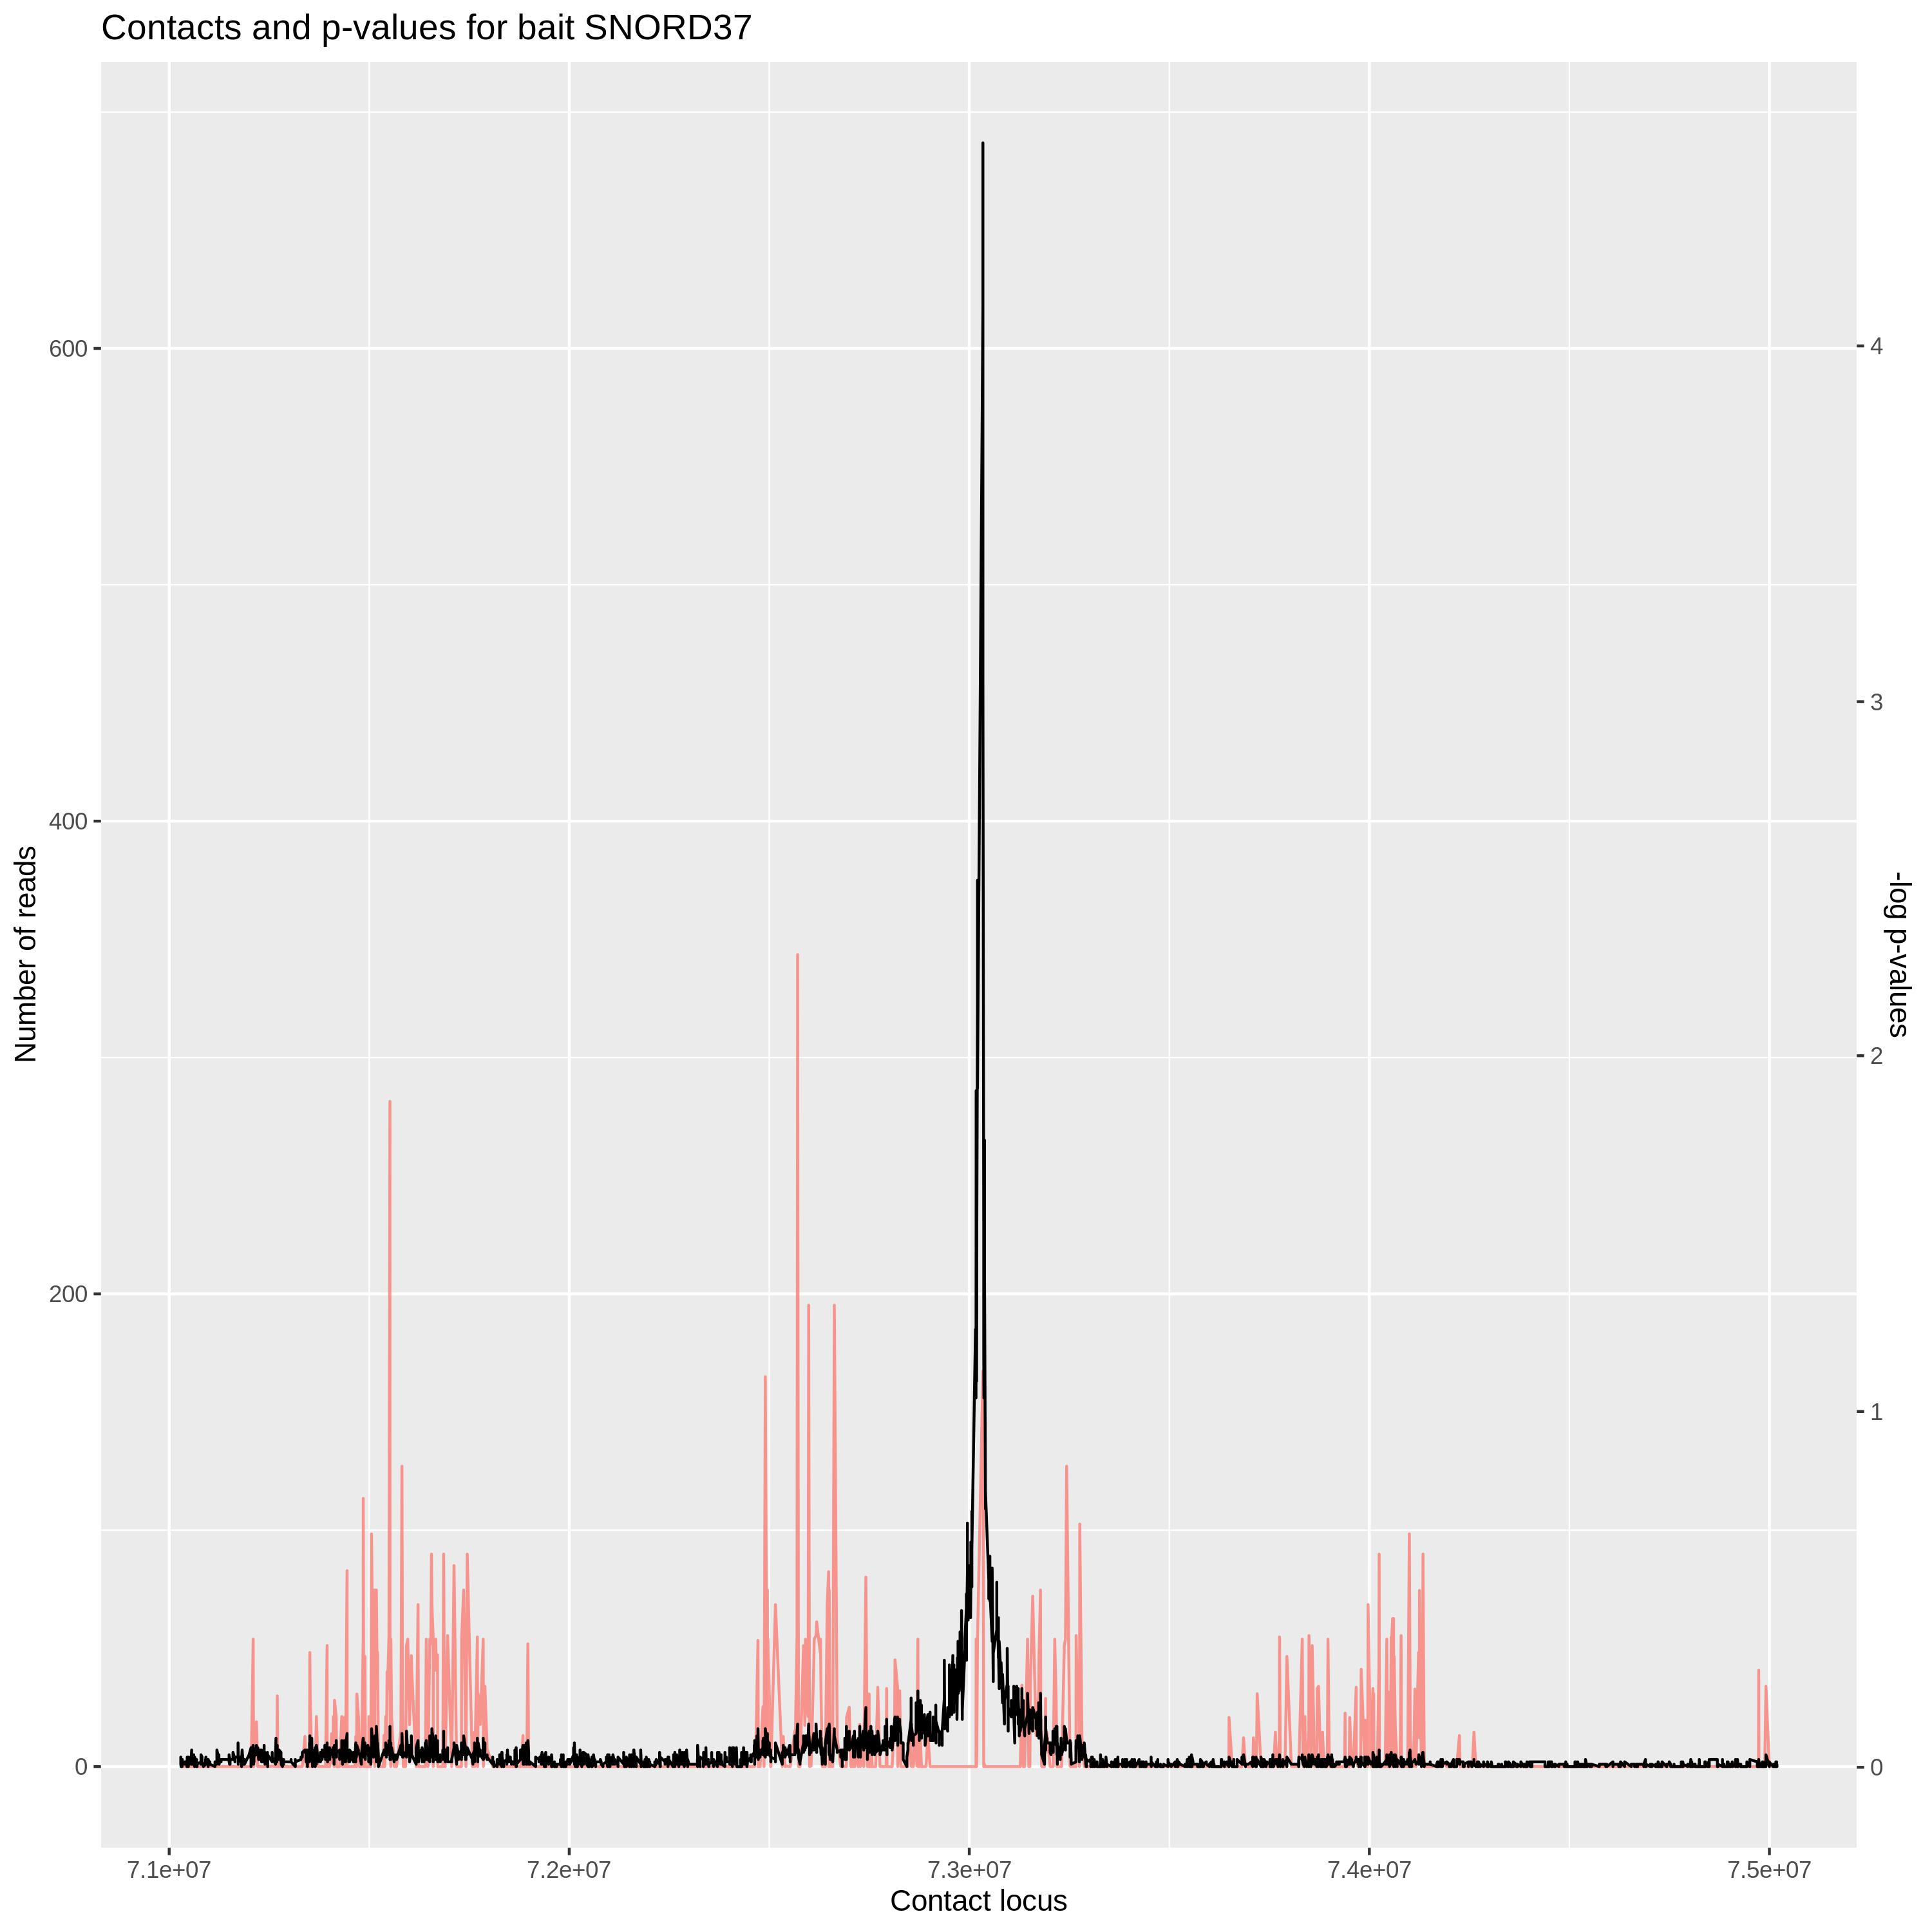 Contacts and p-values for bait SNORD37
Number of reads
600
400
200
0
4
3
2
1
0
-log p-values
7.1e+07
7.2e+07
7.3e+07
7.4e+07
7.5e+07
Contact locus